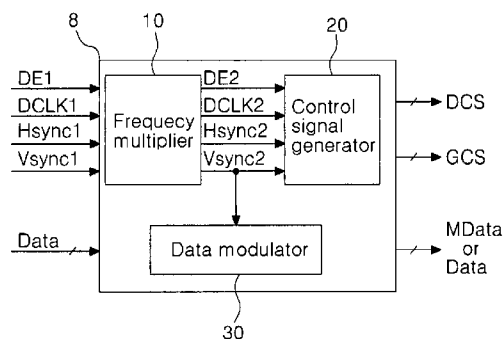 8
10
20
DE1
DCLK1
Hsync1
Vsync1
Data
Frequecy
multiplier
DE2
DCLK2
Hsync2
Vsync2
Control
signal
generator
DCS
GCS
Data modulator
MData
or
Data
30